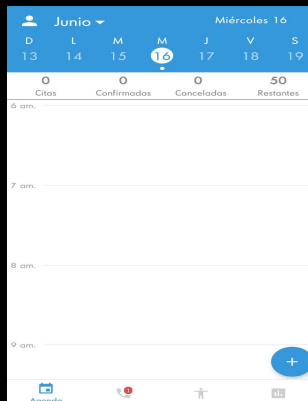 Junio
Miércoles 16
D L M M J V S
13 14 15 16 17 18 19
0 0 0 50
Citas Confirmadas Canceladas Restantes
6 am.
7 am.
8 am.
9 am.
+
1
Agenda